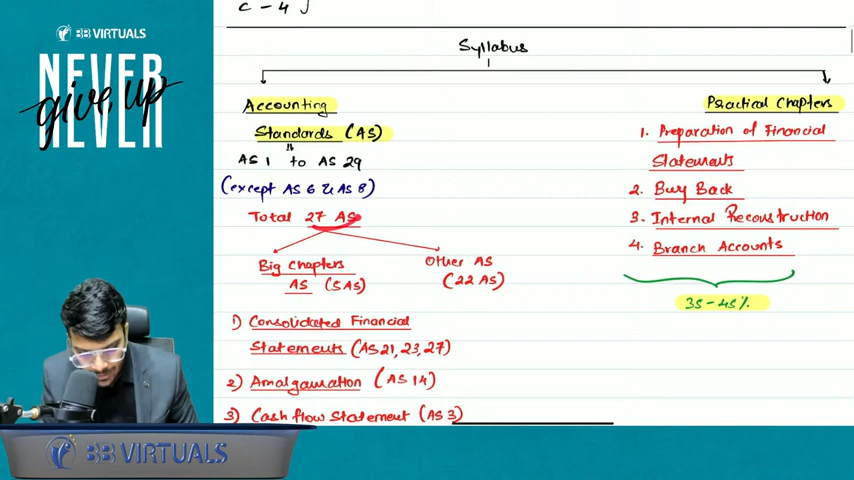 BB VIRTUALS
NEVER
give up
NEVER
C - 4 }
Syllabus
Accounting
Standards (AS)
AS 1 to AS 29
(except AS 6 & AS 8)
Total 27 AS
Big Chapters
AS (5 AS)
Other AS
(22 AS)
1) Consolidated Financial
Statements (AS 21, 23, 27)
2) Amalgamation (AS 14)
3) Cash flow Statement (AS 3)
Practical Chapters
1. Preparation of Financial
Statements
2. Buy Back
3. Internal Reconstruction
4. Branch Accounts
35-45%
BB VIRTUALS